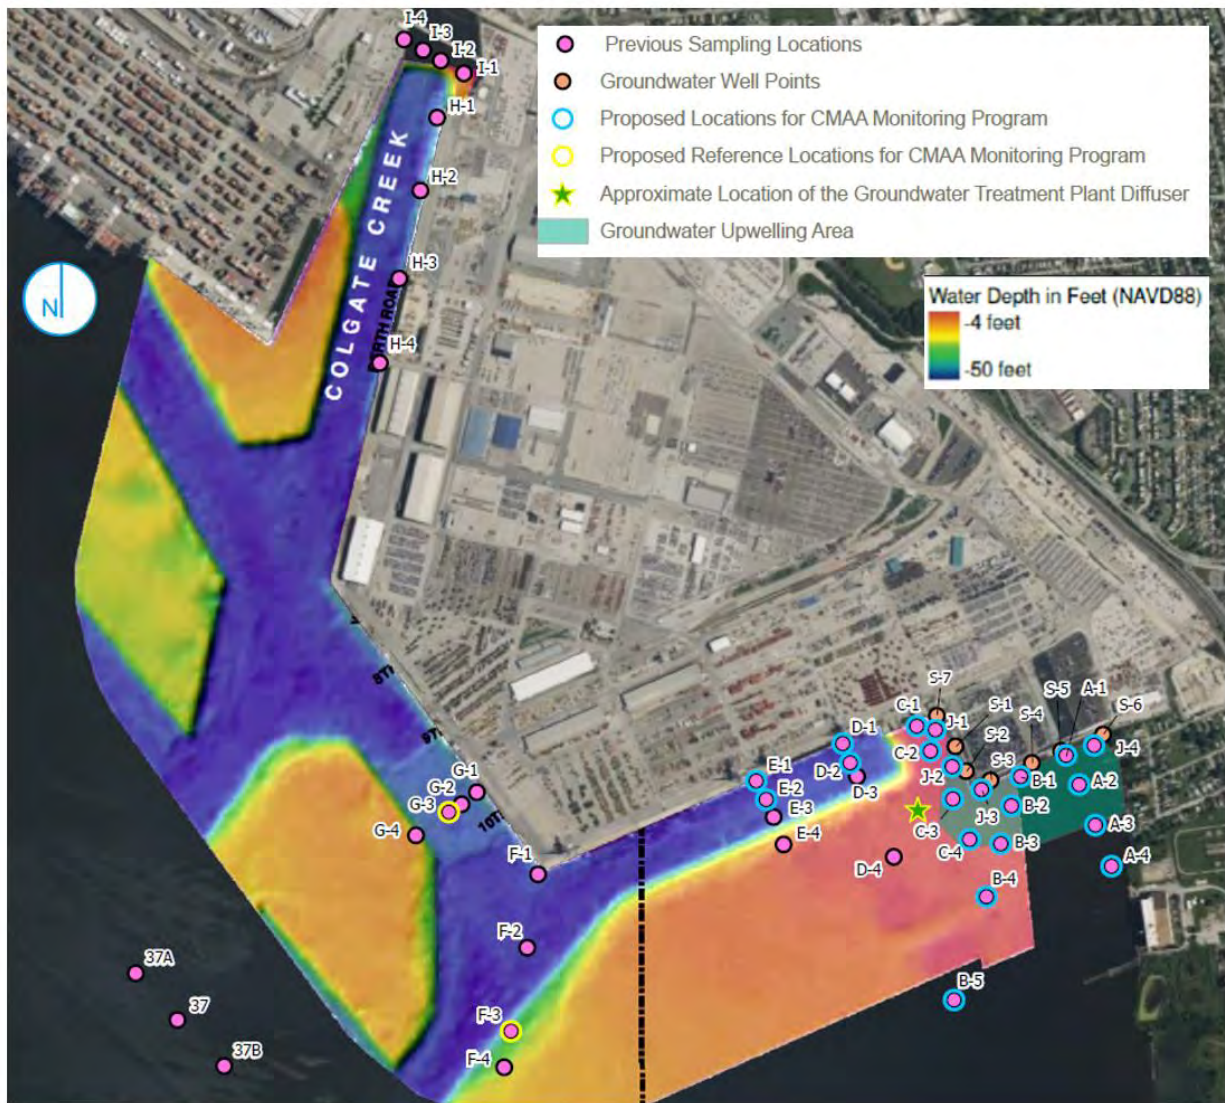 I-4
I-3
I-2
I-1
H-1
H-2
H-3
H-4
COLGATE CREEK
Previous Sampling Locations
Groundwater Well Points
Proposed Locations for CMAA Monitoring Program
Proposed Reference Locations for CMAA Monitoring Program
Approximate Location of the Groundwater Treatment Plant Diffuser
Groundwater Upwelling Area
N
Water Depth in Feet (NAVD88)
-4 feet
-50 feet
S-7
S-1
S-5
A-1
S-6
C-1
J-1
S-2
S-4
J-4
D-1
C-2
D-2
J-2
S-3
B-1
A-2
D-3
E-1
E-2
E-3
E-4
C-3
J-3
B-2
A-3
C-4
B-3
A-4
D-4
B-4
B-5
G-1
G-2
G-3
G-4
F-1
F-2
F-3
F-4
37A
37
37B